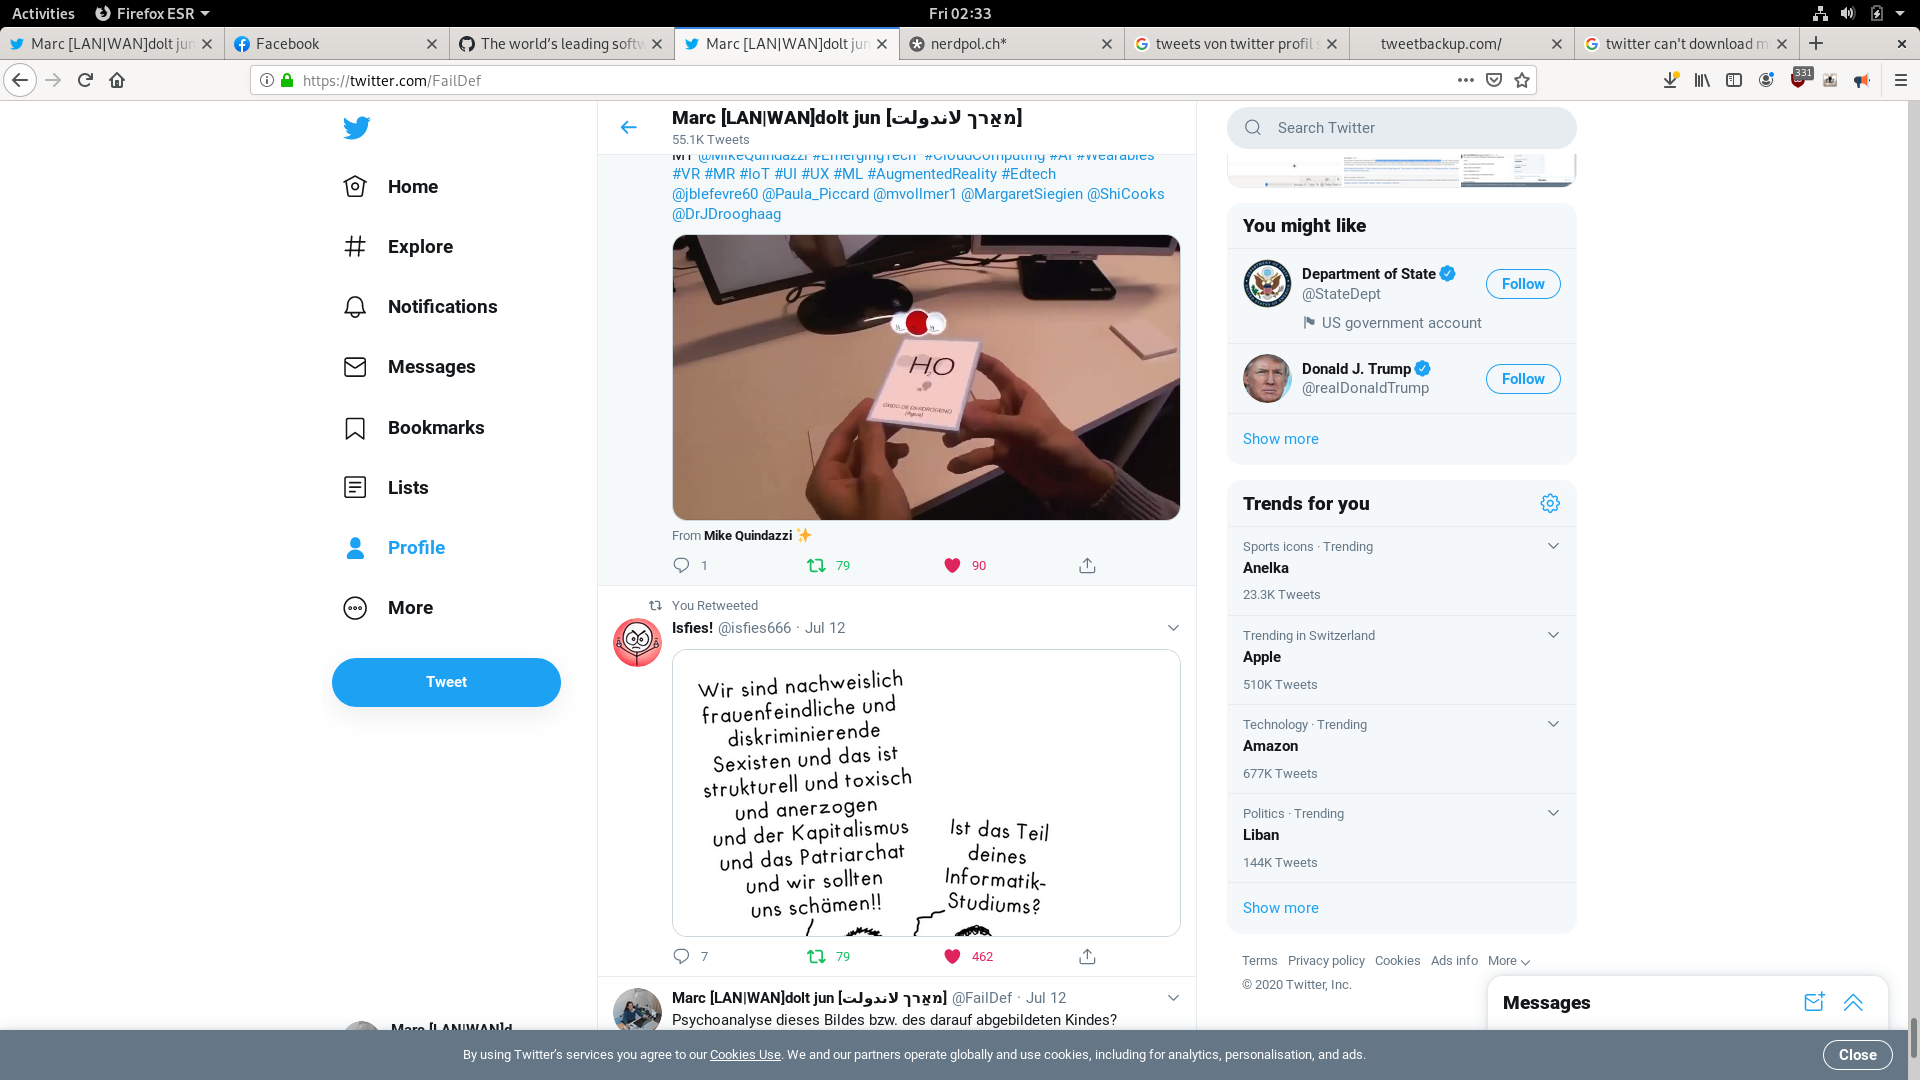 Activities
Firefox ESR
Fri 02:33
Marc [LAN|WAN]dolt jun
Facebook
The world's leading softw
Marc [LAN|WAN]dolt jun
nerdpol.ch*
tweets von twitter profil s
tweetbackup.com/
twitter can't download m
https://twitter.com/FailDef
331
Home
Explore
Notifications
Messages
Bookmarks
Lists
Profile
More
Tweet
Marc [LAN|WAN]d
Marc [LAN|WAN]dolt jun [מאַרך لاندولت]
55.1K Tweets
MT @MikeQuindazzi #EmergingTech #CloudComputing #AI #Wearables
#VR #MR #IoT #UI #UX #ML #AugmentedReality #Edtech
@jblefevre60 @Paula_Piccard @mvollmer1 @MargaretSiegien @ShiCooks
@DrJDrooghaag
H2O
(Agua)
From Mike Quindazzi ✨
1
79
90
You Retweeted
Isfies! @isfies666 · Jul 12
Wir sind nachweislich
frauenfeindliche und
diskriminierende
Sexisten und das ist
strukturell und toxisch
und anerzogen
und der Kapitalismus
und das Patriarchat
und wir sollten
uns schämen!!
Ist das Teil
deines
Informatik-
Studiums?
7
79
462
Marc [LAN|WAN]dolt jun [מאַרך لاندولت] @FailDef · Jul 12
Psychoanalyse dieses Bildes bzw. des darauf abgebildeten Kindes?
Search Twitter
You might like
Department of State
@StateDept
Follow
US government account
Donald J. Trump
@realDonaldTrump
Follow
Show more
Trends for you
Sports icons · Trending
Anelka
23.3K Tweets
Trending in Switzerland
Apple
510K Tweets
Technology · Trending
Amazon
677K Tweets
Politics · Trending
Liban
144K Tweets
Show more
Terms Privacy policy Cookies Ads info More
© 2020 Twitter, Inc.
Messages
By using Twitter's services you agree to our Cookies Use. We and our partners operate globally and use cookies, including for analytics, personalisation, and ads.
Close